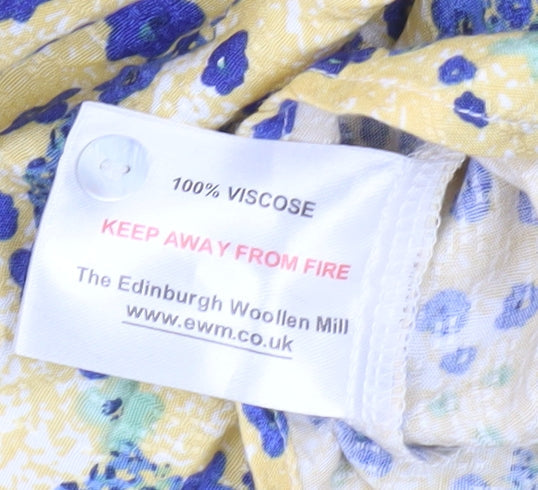 100% VISCOSE
KEEP AWAY FROM FIRE
The Edinburgh Woollen Mill
www.ewm.co.uk